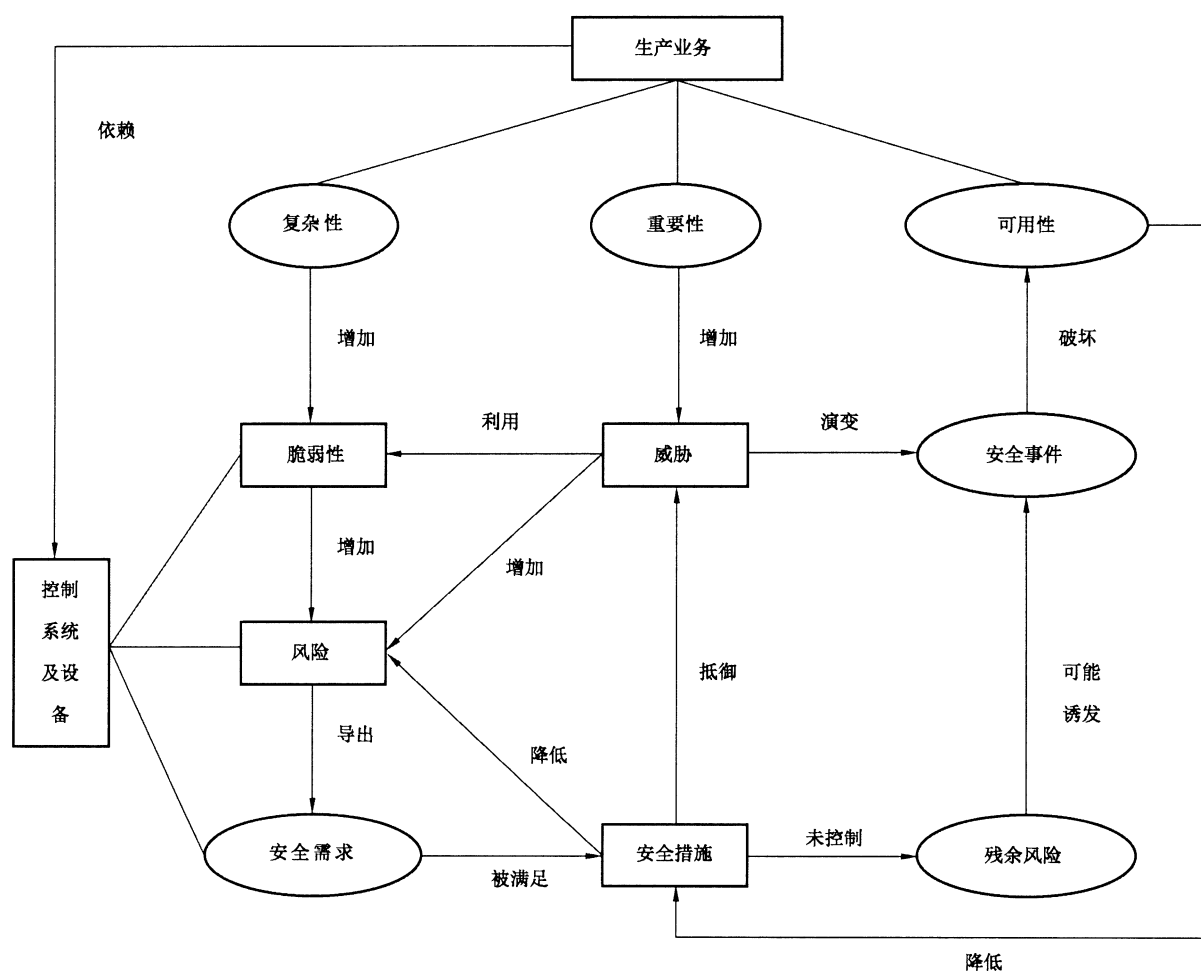 生产业务
依赖
复杂性
重要性
可用性
增加
增加
破坏
利用
演变
脆弱性
威胁
安全事件
增加
增加
控制
系统
及设
备
风险
抵御
可能
诱发
导出
降低
安全需求
安全措施
未控制
残余风险
被满足
降低